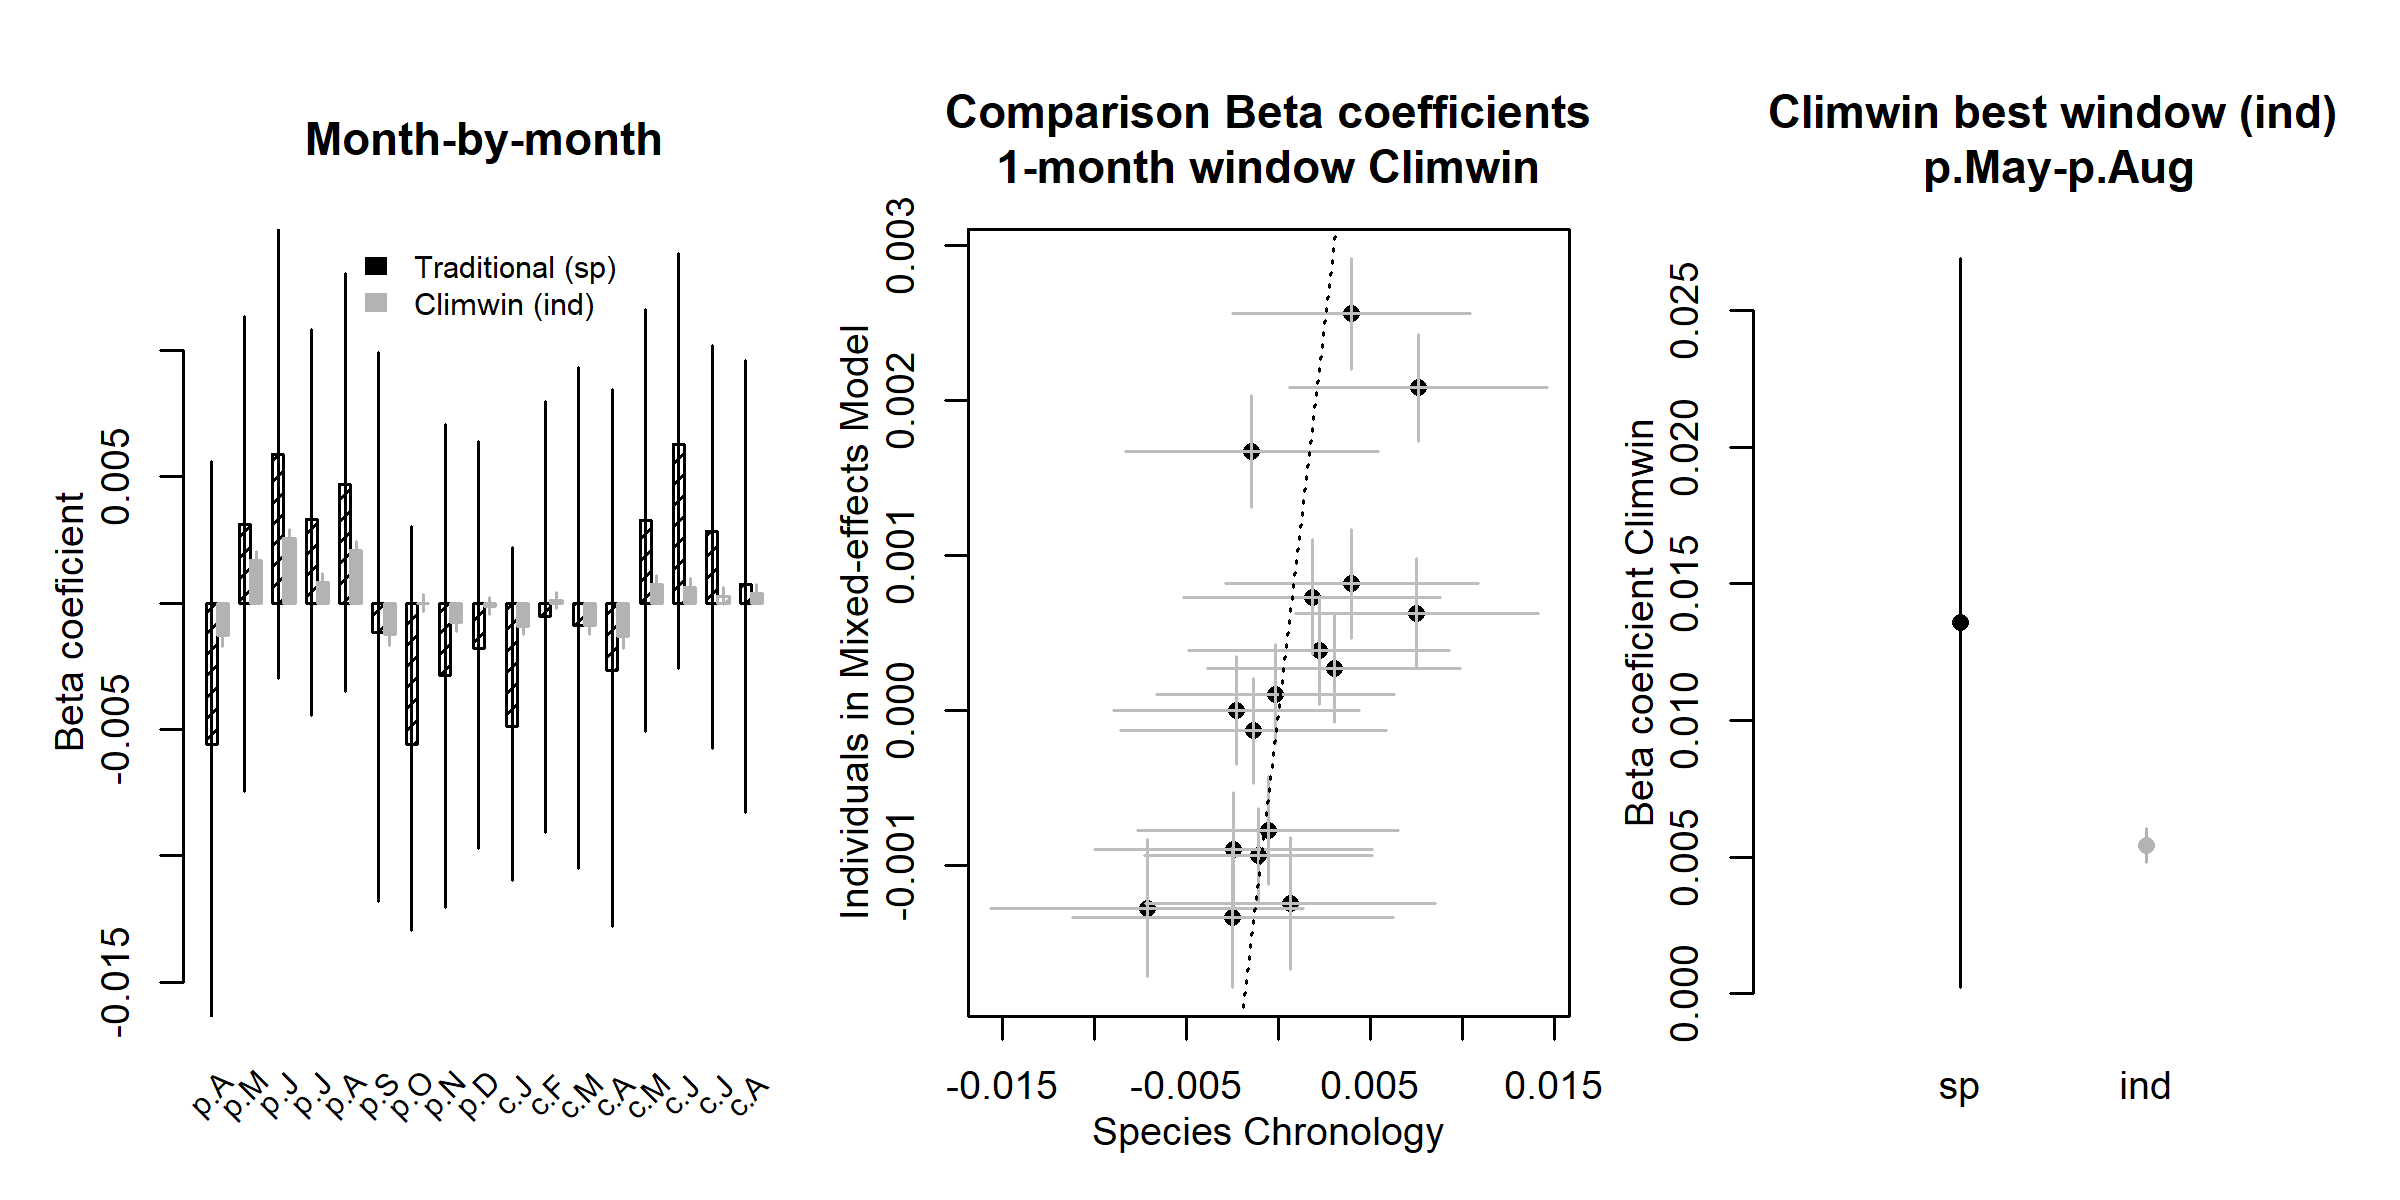 Month-by-month
Traditional (sp)
Climwin (ind)
Beta coeficient
0.005
-0.005
-0.015
p.A
p.M
p.J
p.J
p.A
p.S
p.O
p.N
p.D
c.J
c.F
c.M
c.A
c.M
c.J
c.J
c.A
Comparison Beta coefficients
1-month window Climwin
Individuals in Mixed-effects Model
0.003
0.002
0.001
0.000
-0.001
-0.015
-0.005
0.005
0.015
Species Chronology
Climwin best window (ind)
p.May-p.Aug
Beta coeficient Climwin
0.025
0.020
0.015
0.010
0.005
0.000
sp
ind